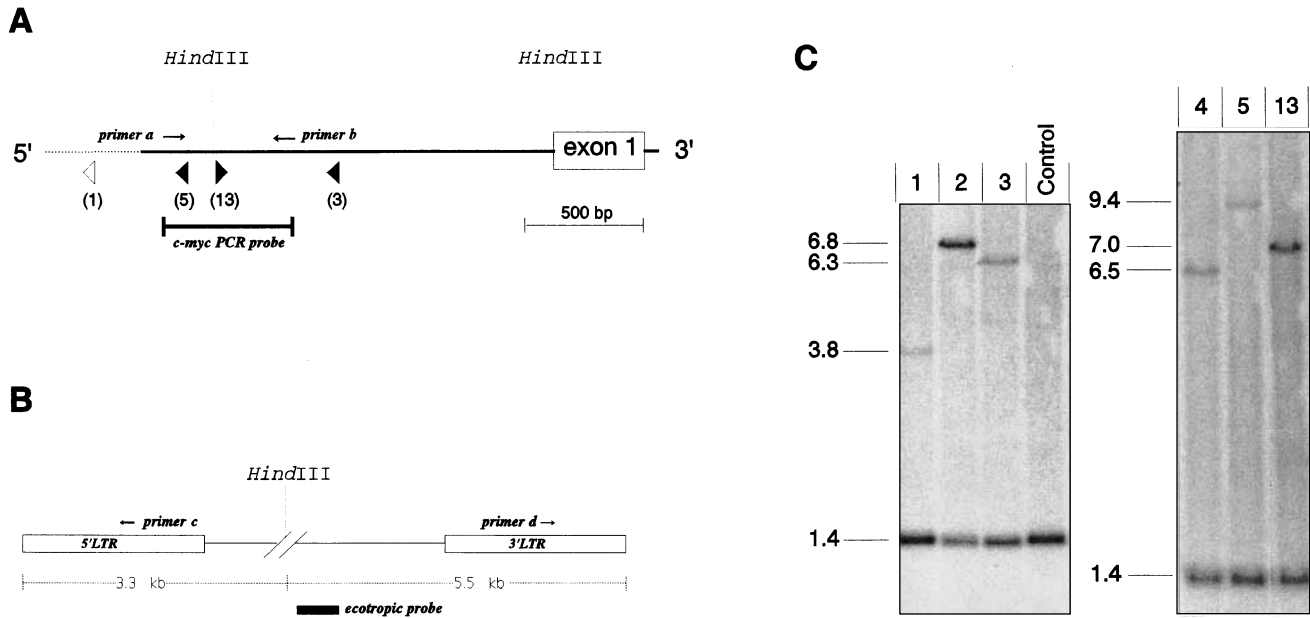 A
HindIII HindIII
primer a → ← primer b
5' exon 1 3'
(1) (5) (13) (3)
c-myc PCR probe
500 bp
B
HindIII
← primer c primer d →
5'LTR 3'LTR
3.3 kb 5.5 kb
ecotropic probe
C
1 2 3 Control
6.8
6.3
3.8
1.4
4 5 13
9.4
7.0
6.5
1.4